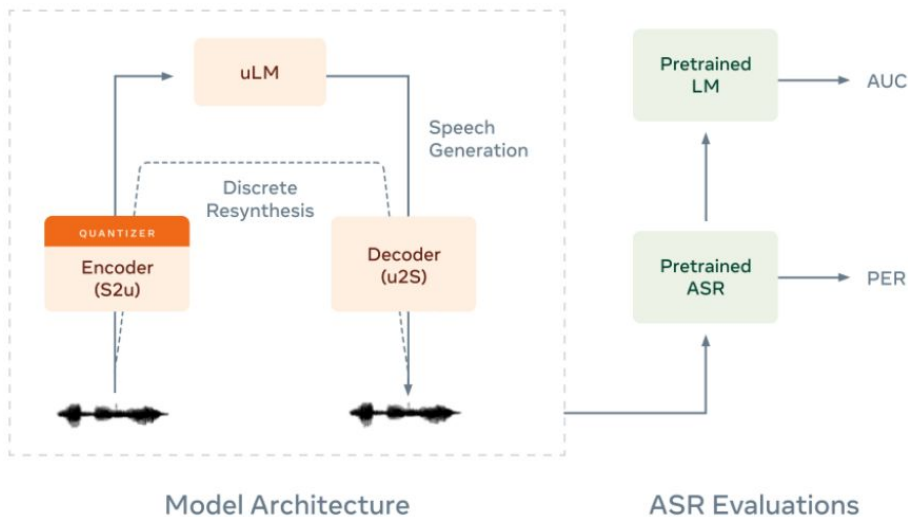 uLM
Speech
Generation
Discrete
Resynthesis
QUANTIZER
Encoder
(S2u)
Decoder
(u2S)
Model Architecture
Pretrained
LM
AUC
Pretrained
ASR
PER
ASR Evaluations